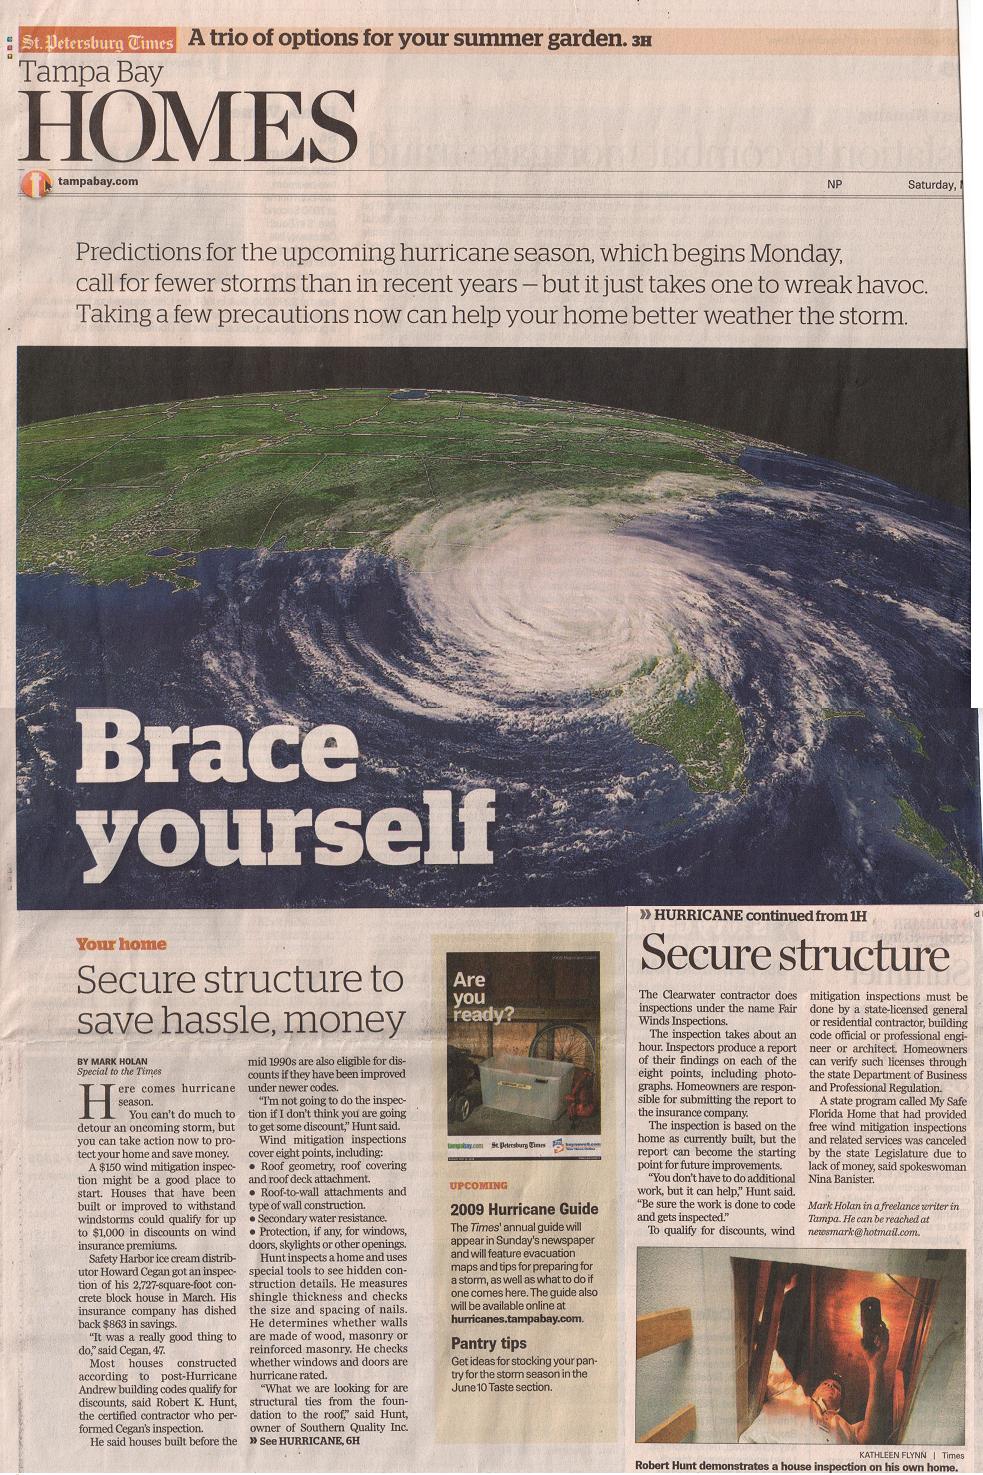 St. Petersburg Times
A trio of options for your summer garden. 3H
Tampa Bay
HOMES
tampabay.com
NP
Saturday,
Predictions for the upcoming hurricane season, which begins Monday,
call for fewer storms than in recent years – but it just takes one to wreak havoc.
Taking a few precautions now can help your home better weather the storm.
Brace
yourself
Your home
Secure structure to
save hassle, money
BY MARK HOLAN
Special to the Times
Here comes hurricane
season.
You can't do much to
detour an oncoming storm, but
you can take action now to pro-
tect your home and save money.
A $150 wind mitigation inspec-
tion might be a good place to
start. Houses that have been
built or improved to withstand
windstorms could qualify for up
to $1,000 in discounts on wind
insurance premiums.
Safety Harbor ice cream distrib-
utor Howard Cegan got an inspec-
tion of his 2,727-square-foot con-
crete block house in March. His
insurance company has dished
back $863 in savings.
"It was a really good thing to
do," said Cegan, 47.
Most houses constructed
according to post-Hurricane
Andrew building codes qualify for
discounts, said Robert K. Hunt,
the certified contractor who per-
formed Cegan's inspection.
He said houses built before the
mid 1990s are also eligible for dis-
counts if they have been improved
under newer codes.
"I'm not going to do the inspec-
tion if I don't think you are going
to get some discount," Hunt said.
Wind mitigation inspections
cover eight points, including:
● Roof geometry, roof covering
and roof deck attachment.
● Roof-to-wall attachments and
type of wall construction.
● Secondary water resistance.
● Protection, if any, for windows,
doors, skylights or other openings.
Hunt inspects a home and uses
special tools to see hidden con-
struction details. He measures
shingle thickness and checks
the size and spacing of nails.
He determines whether walls
are made of wood, masonry or
reinforced masonry. He checks
whether windows and doors are
hurricane rated.
"What we are looking for are
structural ties from the foun-
dation to the roof," said Hunt,
owner of Southern Quality Inc.
» See HURRICANE, 6H
Are
you
ready?
tampabay.com
St. Petersburg Times
UPCOMING
2009 Hurricane Guide
The Times' annual guide will
appear in Sunday's newspaper
and will feature evacuation
maps and tips for preparing for
a storm, as well as what to do if
one comes here. The guide also
will be available online at
hurricanes.tampabay.com.
Pantry tips
Get ideas for stocking your pan-
try for the storm season in the
June 10 Taste section.
» HURRICANE continued from 1H
Secure structure
The Clearwater contractor does
inspections under the name Fair
Winds Inspections.
The inspection takes about an
hour. Inspectors produce a report
of their findings on each of the
eight points, including photo-
graphs. Homeowners are respon-
sible for submitting the report to
the insurance company.
The inspection is based on the
home as currently built, but the
report can become the starting
point for future improvements.
"You don't have to do additional
work, but it can help," Hunt said.
"Be sure the work is done to code
and gets inspected."
To qualify for discounts, wind
mitigation inspections must be
done by a state-licensed general
or residential contractor, building
code official or professional engi-
neer or architect. Homeowners
can verify such licenses through
the state Department of Business
and Professional Regulation.
A state program called My Safe
Florida Home that had provided
free wind mitigation inspections
and related services was canceled
by the state Legislature due to
lack of money, said spokeswoman
Nina Banister.
Mark Holan in a freelance writer in
Tampa. He can be reached at
newsmark@hotmail.com.
KATHLEEN FLYNN | Times
Robert Hunt demonstrates a house inspection on his own home.